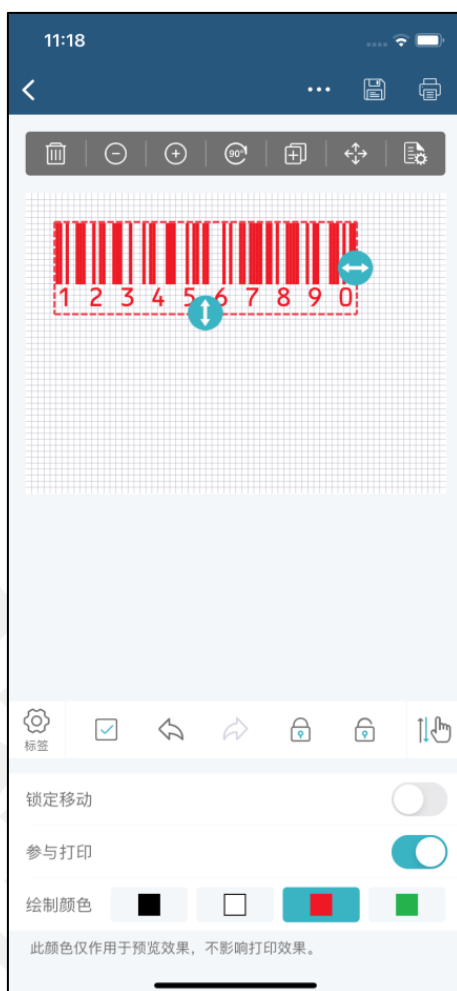 11:18
90°
1 2 3 4 5 6 7 8 9 0
标签
锁定移动
参与打印
绘制颜色
此颜色仅作用于预览效果，不影响打印效果。